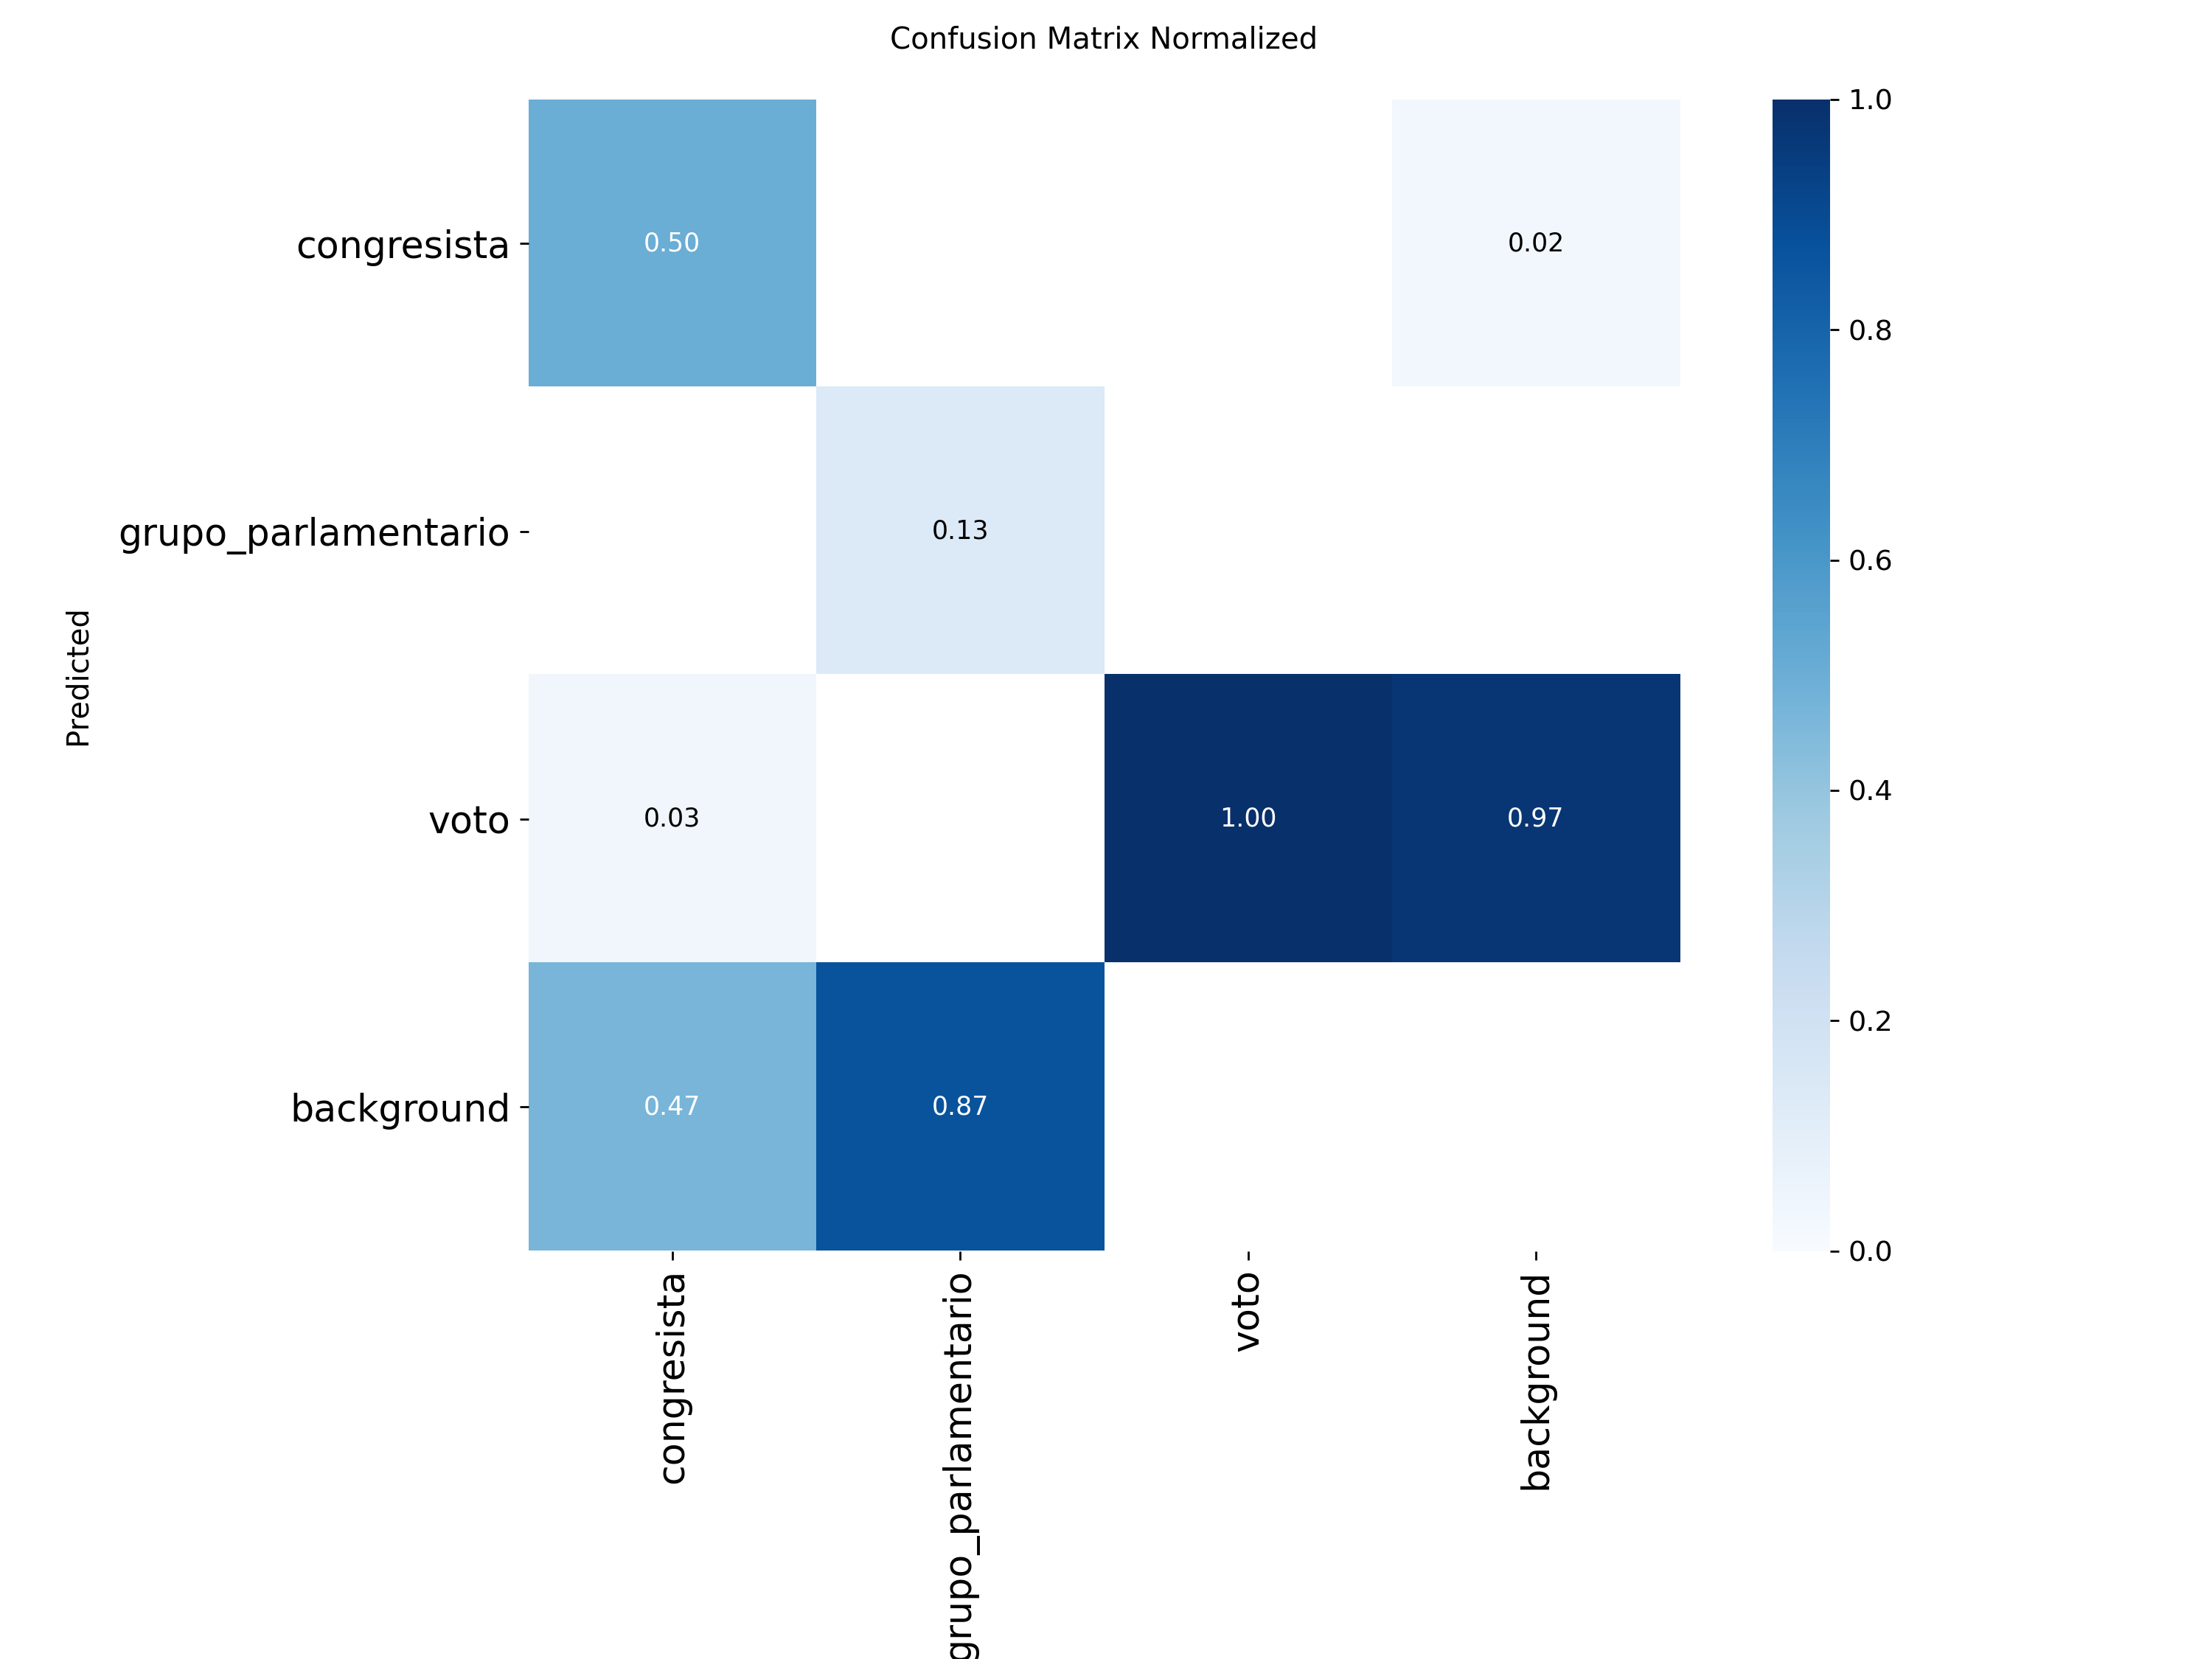 Confusion Matrix Normalized
1.0
congresista
0.50
0.02
0.8
grupo_parlamentario
0.13
0.6
Predicted
voto
0.03
1.00
0.97
0.4
background
0.47
0.87
0.2
0.0
congresista
grupo_parlamentario
voto
background